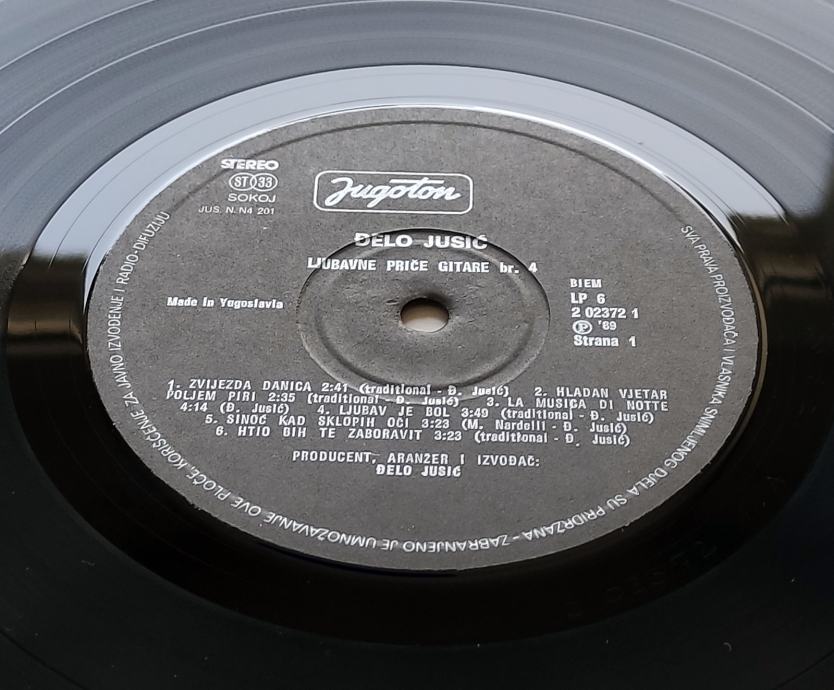 STEREO
ST 33
SOKOJ
JUS. N. N4 201
Jugoton
ĐELO JUSIĆ
LJUBAVNE PRIČE GITARE br. 4
Made in Yugoslavia
BIEM
LP 6
2 02372 1
Ⓟ '89
Strana 1
1. ZVIJEZDA DANICA 2:41 (traditional - Đ. Jusić) 2. HLADAN VJETAR
POLJEM PIRI 2:35 (traditional - Đ. Jusić) 3. LA MUSICA DI NOTTE
4:14 (Đ. Jusić) 4. LJUBAV JE BOL 3:49 (traditional - Đ. Jusić)
5. SINOĆ KAD SKLOPIH OČI 3:23 (M. Nardelli - Đ. Jusić)
6. HTIO BIH TE ZABORAVIT 3:23 (traditional - Đ. Jusić)
PRODUCENT, ARANŽER I IZVOĐAČ:
ĐELO JUSIĆ
SVA PRAVA PROIZVOĐAČA I VLASNIKA SNIMLJENOG DJELA SU PRIDRŽANA - ZABRANJENO JE UMNOŽAVANJE OVE PLOČE, KORIŠĆENJE ZA JAVNO IZVOĐENJE I RADIO-DIFUZIJU